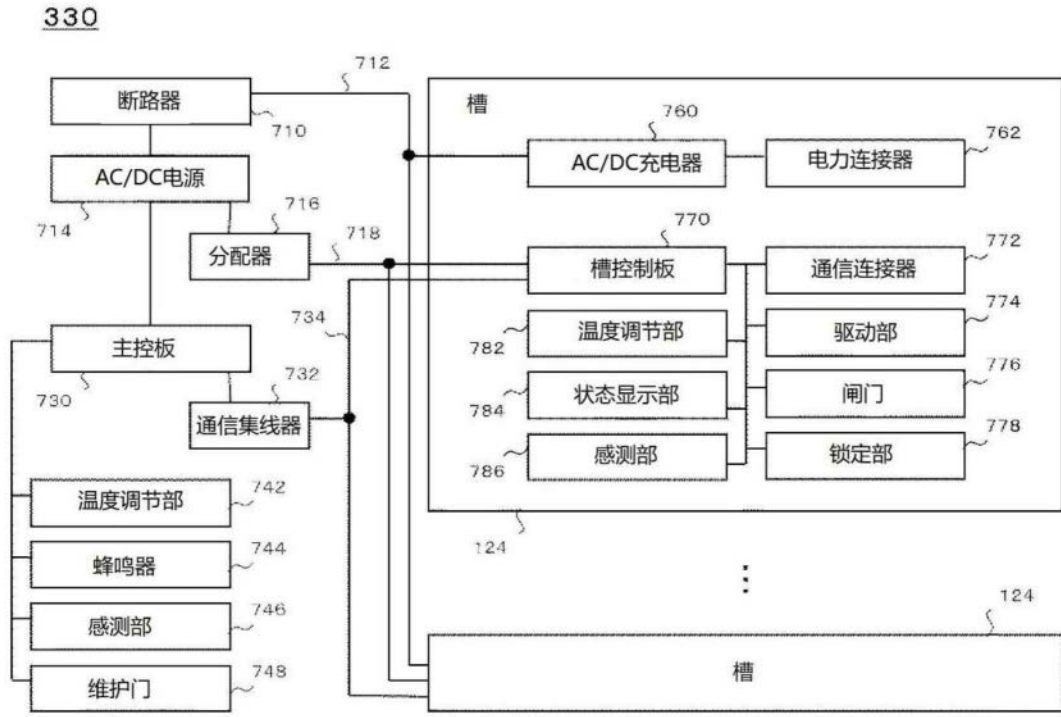 330
712
断路器
710
槽
760
AC/DC充电器
电力连接器
762
AC/DC电源
714
716
分配器
718
770
槽控制板
通信连接器
772
734
782
温度调节部
驱动部
774
主控板
730
732
通信集线器
784
状态显示部
闸门
776
786
感测部
锁定部
778
温度调节部
742
蜂鸣器
744
感测部
746
维护门
748
124
⋮
124
槽